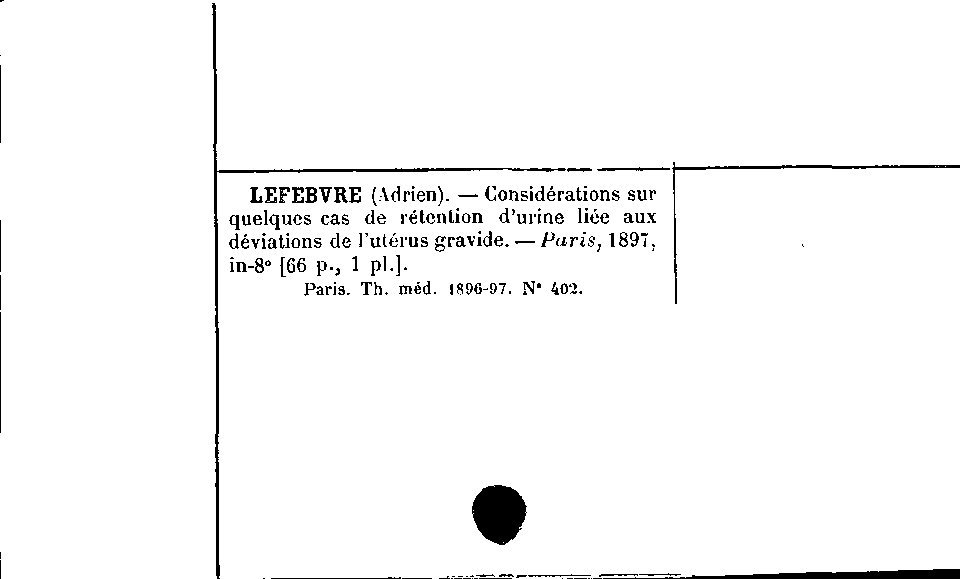 LEFEBVRE (Adrien). — Considérations sur
quelques cas de rétention d'urine liée aux
déviations de l'utérus gravide. — Paris, 1897,
in-8° [66 p., 1 pl.].
Paris. Th. méd. 1896-97. N° 402.